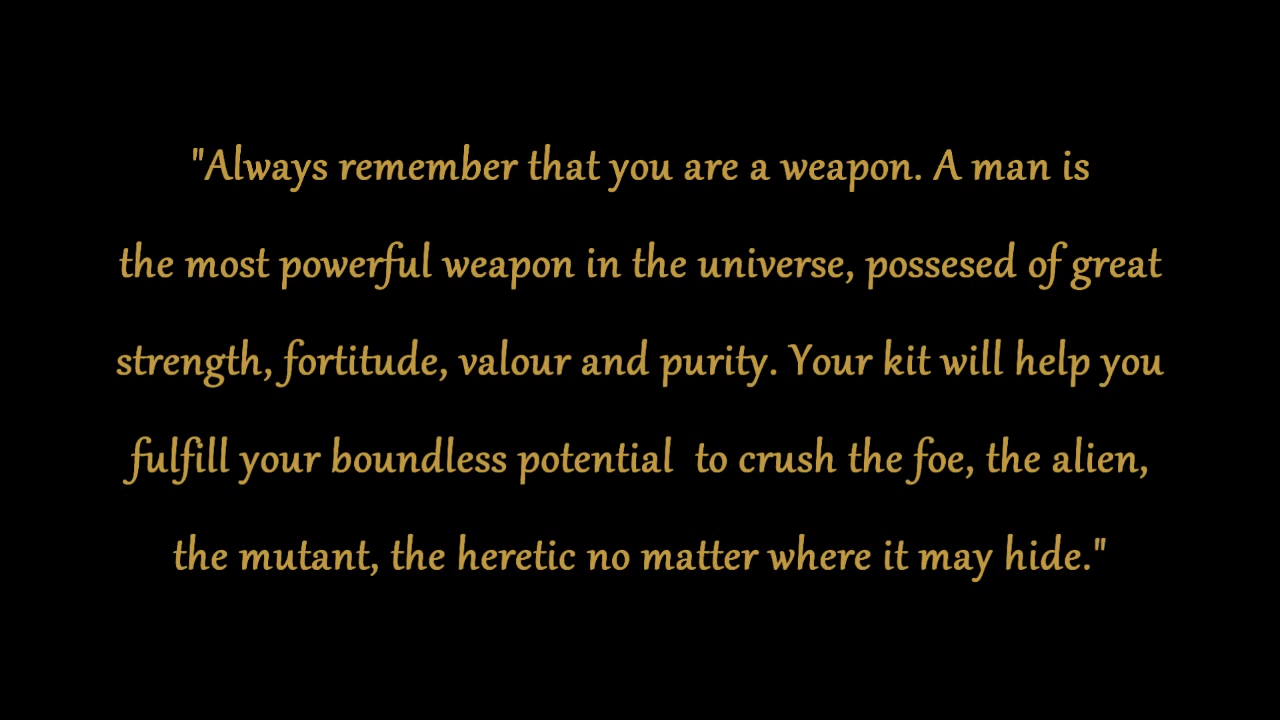 "Always remember that you are a weapon. A man is
the most powerful weapon in the universe, possesed of great
strength, fortitude, valour and purity. Your kit will help you
fulfill your boundless potential  to crush the foe, the alien,
the mutant, the heretic no matter where it may hide."